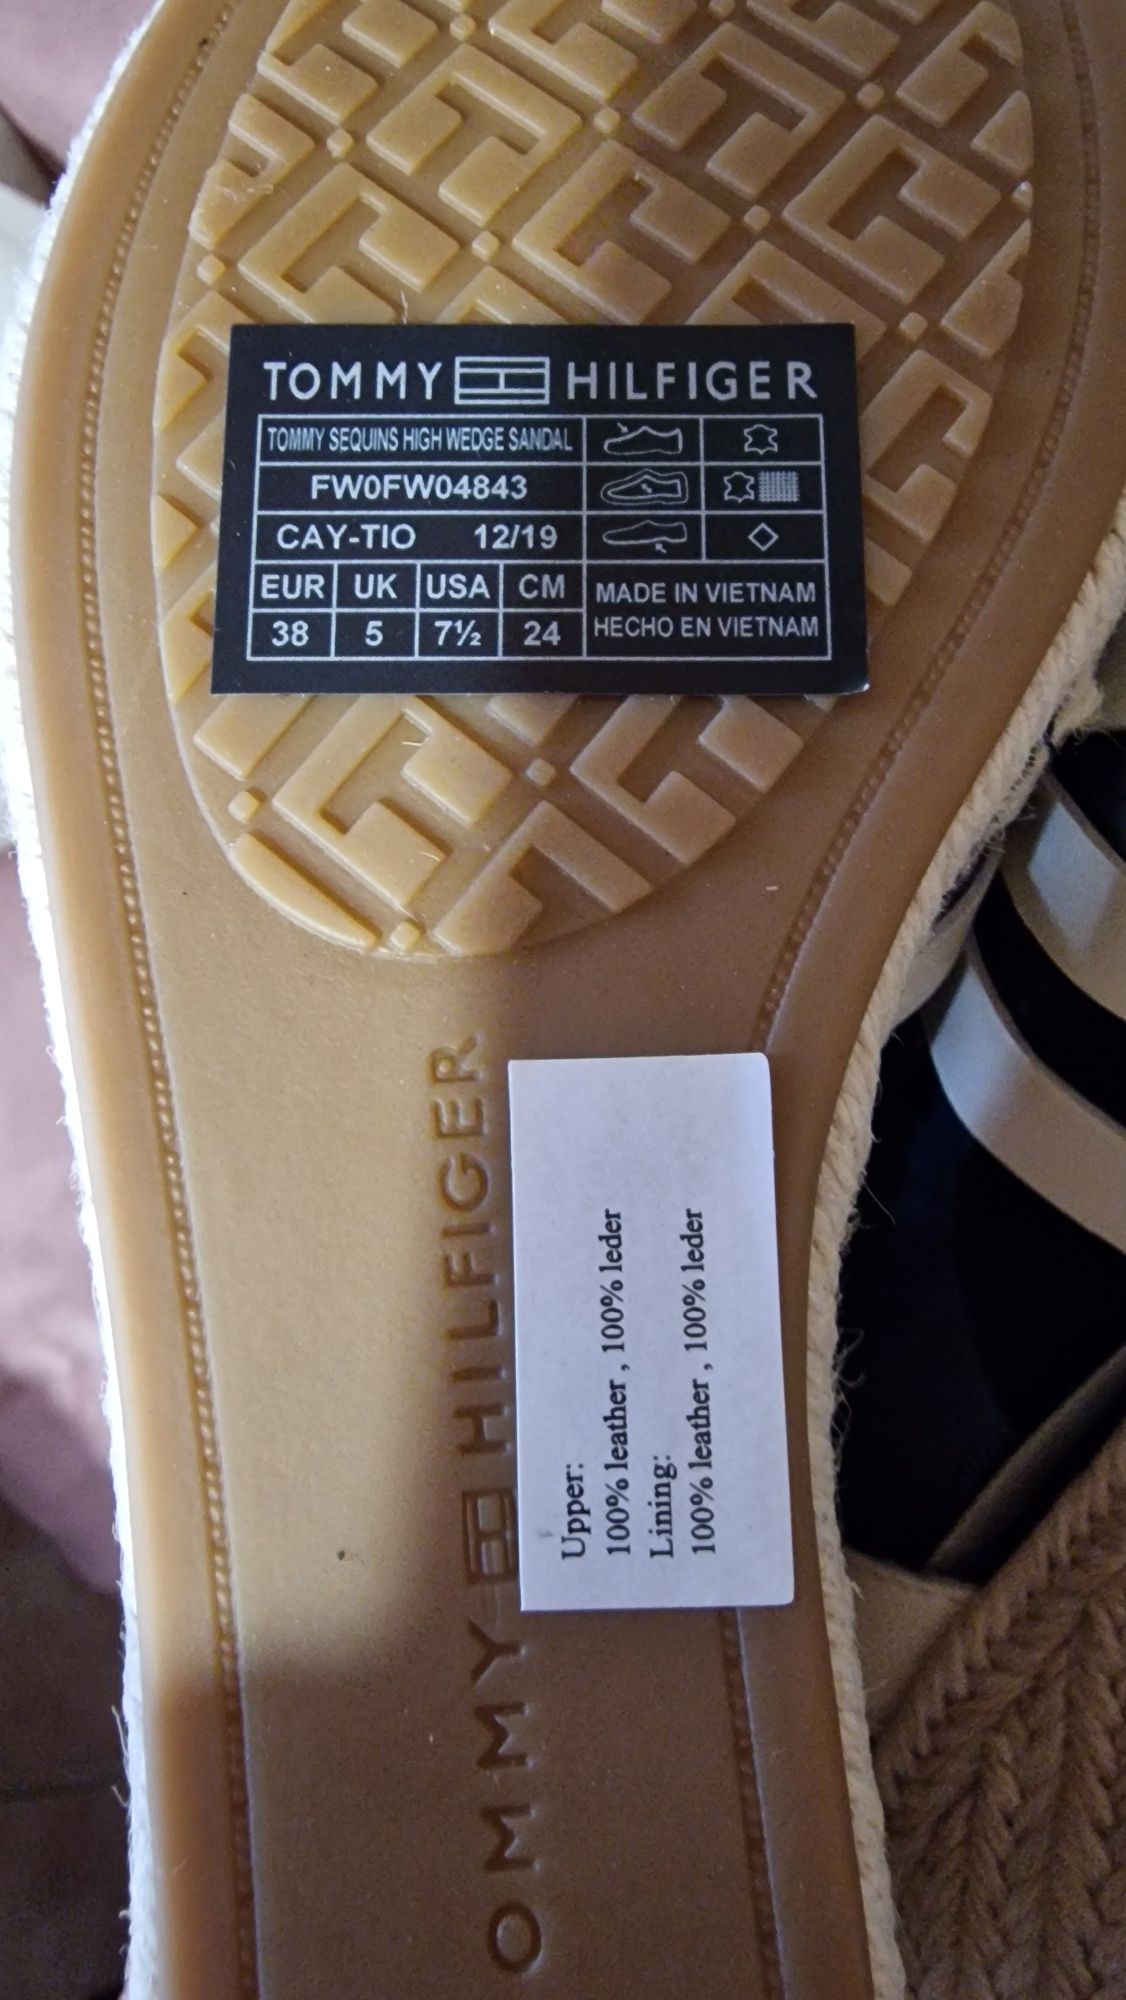 TOMMY HILFIGER
TOMMY SEQUINS HIGH WEDGE SANDAL
FW0FW04843
CAY-TIO 12/19
EUR UK USA CM
38 5 7½ 24
MADE IN VIETNAM
HECHO EN VIETNAM
OMMY HILFIGER
Upper:
100% leather , 100% leder
Lining:
100% leather , 100% leder